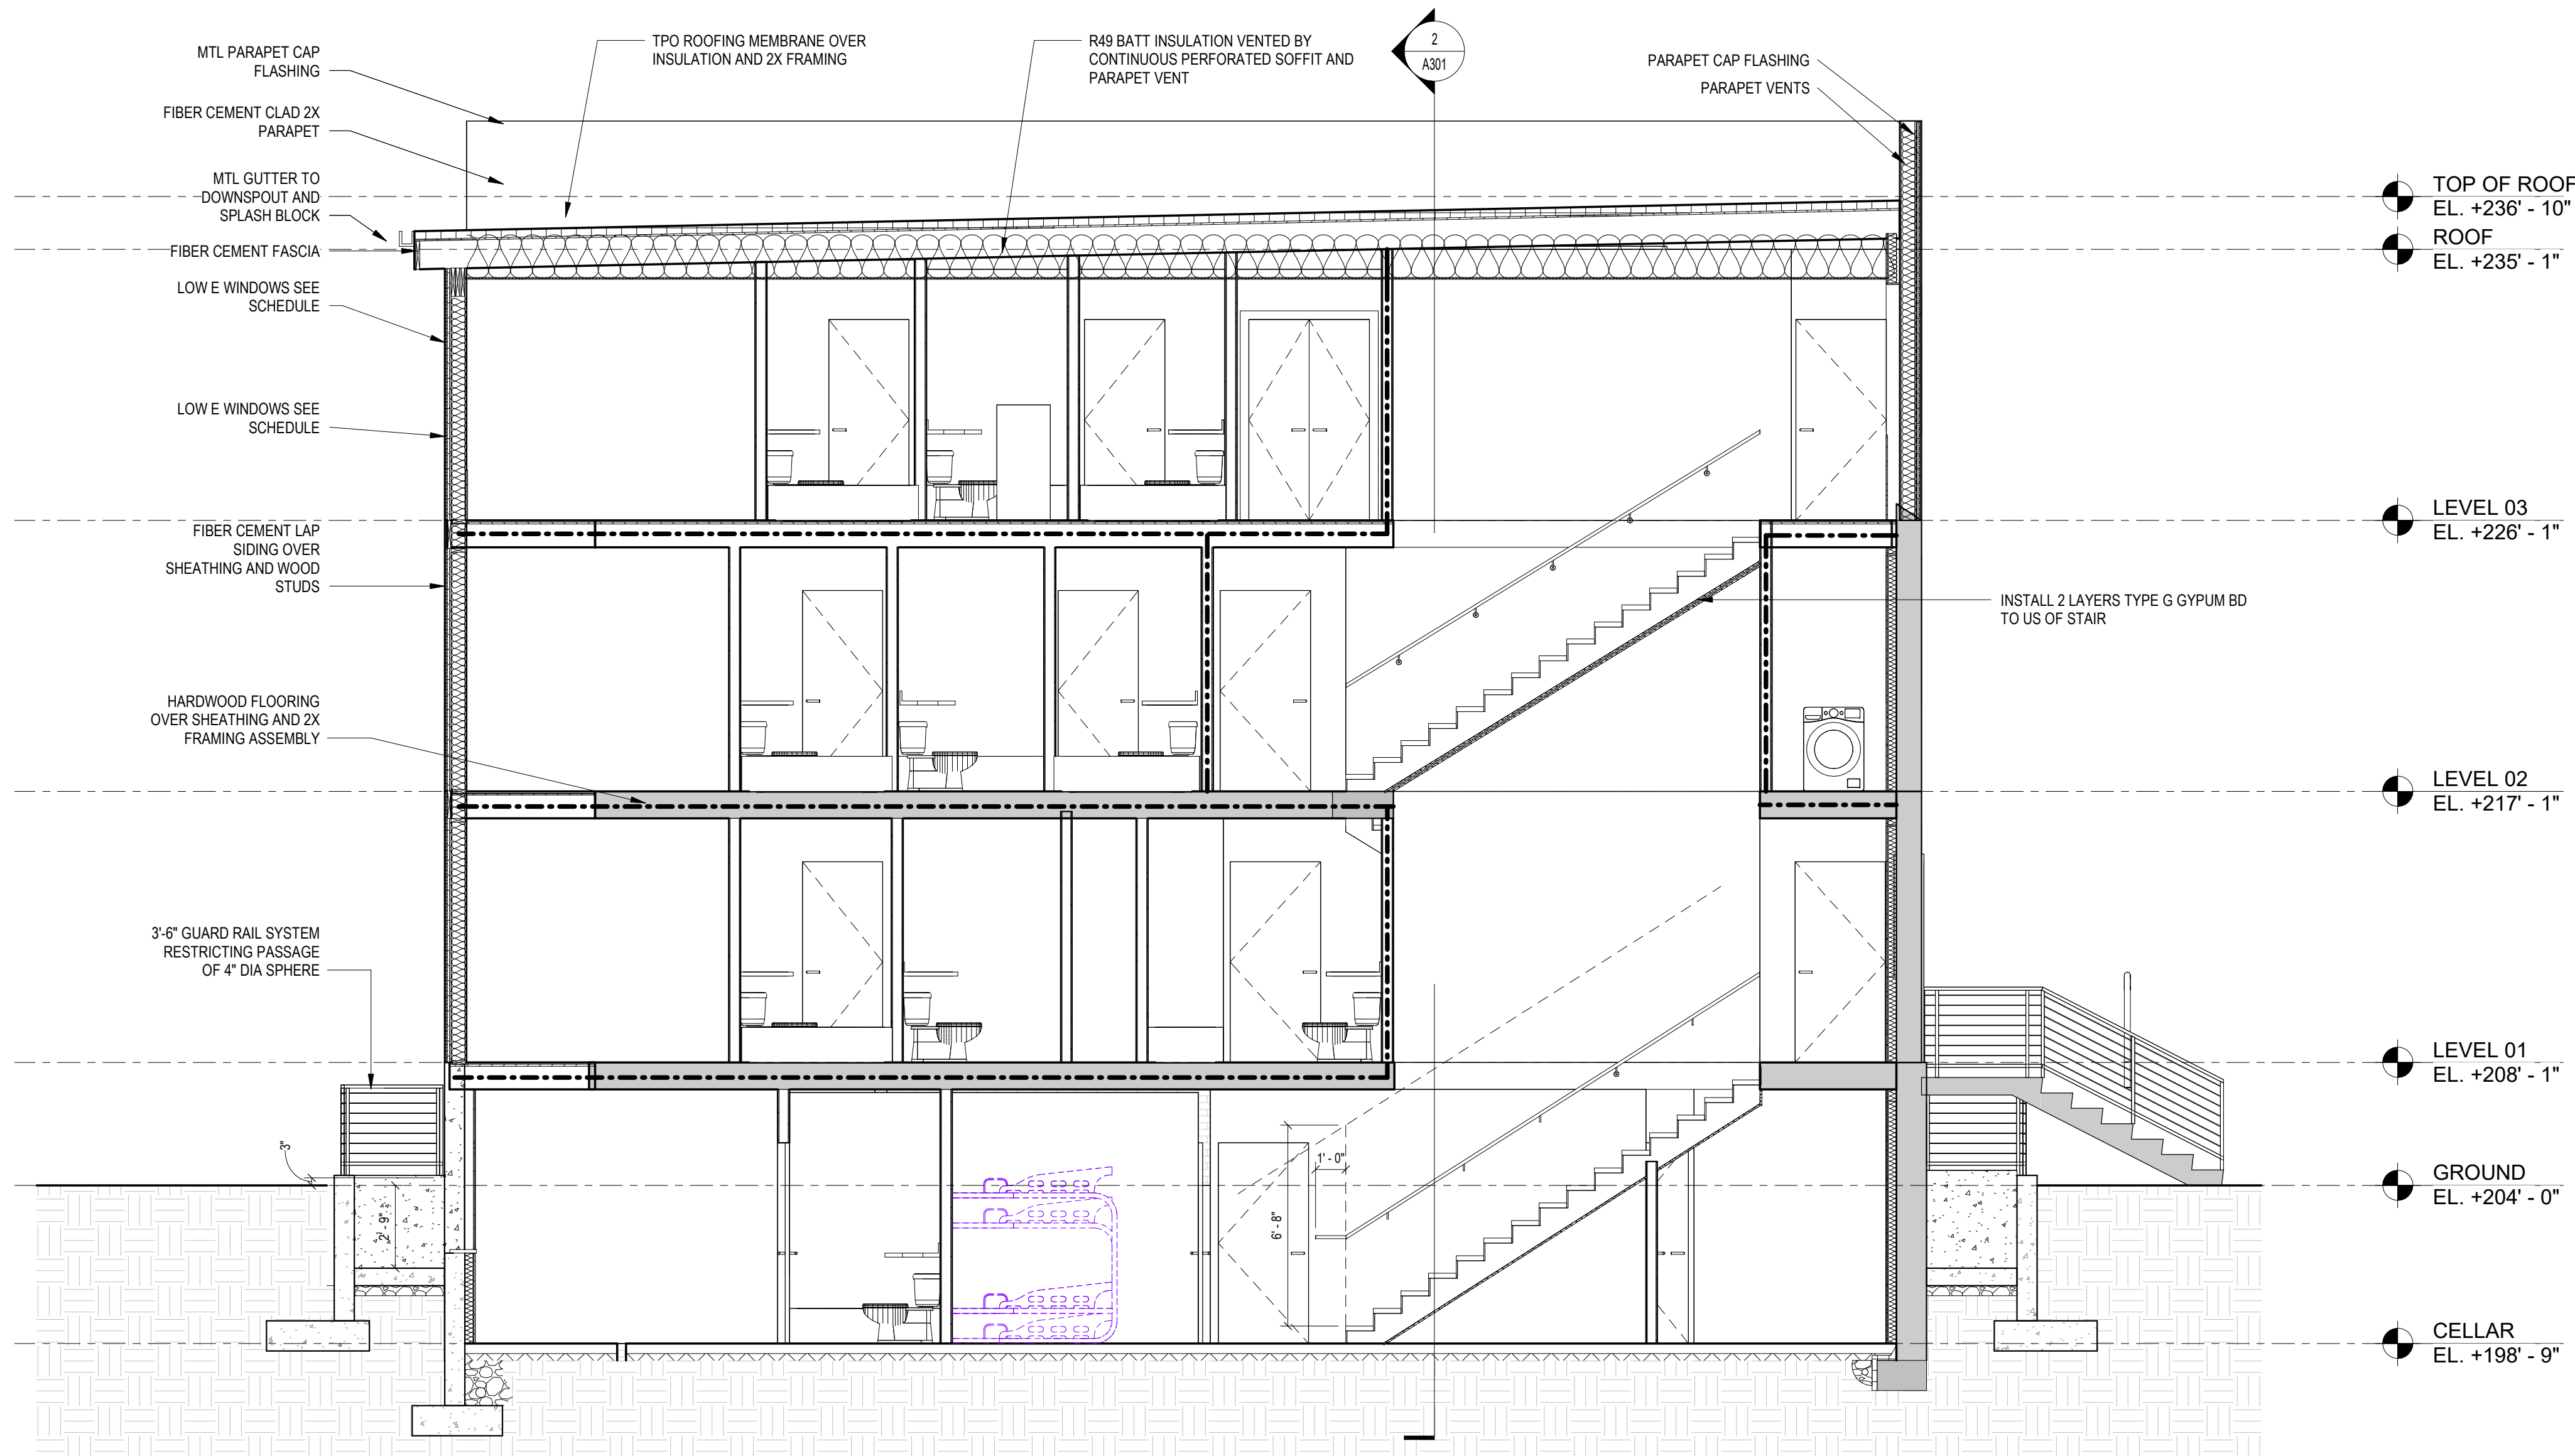 MTL PARAPET CAP
FLASHING
FIBER CEMENT CLAD 2X
PARAPET
MTL GUTTER TO
DOWNSPOUT AND
SPLASH BLOCK
FIBER CEMENT FASCIA
LOW E WINDOWS SEE
SCHEDULE
LOW E WINDOWS SEE
SCHEDULE
FIBER CEMENT LAP
SIDING OVER
SHEATHING AND WOOD
STUDS
HARDWOOD FLOORING
OVER SHEATHING AND 2X
FRAMING ASSEMBLY
3'-6" GUARD RAIL SYSTEM
RESTRICTING PASSAGE
OF 4" DIA SPHERE
TPO ROOFING MEMBRANE OVER
INSULATION AND 2X FRAMING
R49 BATT INSULATION VENTED BY
CONTINUOUS PERFORATED SOFFIT AND
PARAPET VENT
2
A301
PARAPET CAP FLASHING
PARAPET VENTS
INSTALL 2 LAYERS TYPE G GYPUM BD
TO US OF STAIR
3"
2' - 9"
6' - 8"
1' - 0"
TOP OF ROOF
EL. +236' - 10"
ROOF
EL. +235' - 1"
LEVEL 03
EL. +226' - 1"
LEVEL 02
EL. +217' - 1"
LEVEL 01
EL. +208' - 1"
GROUND
EL. +204' - 0"
CELLAR
EL. +198' - 9"